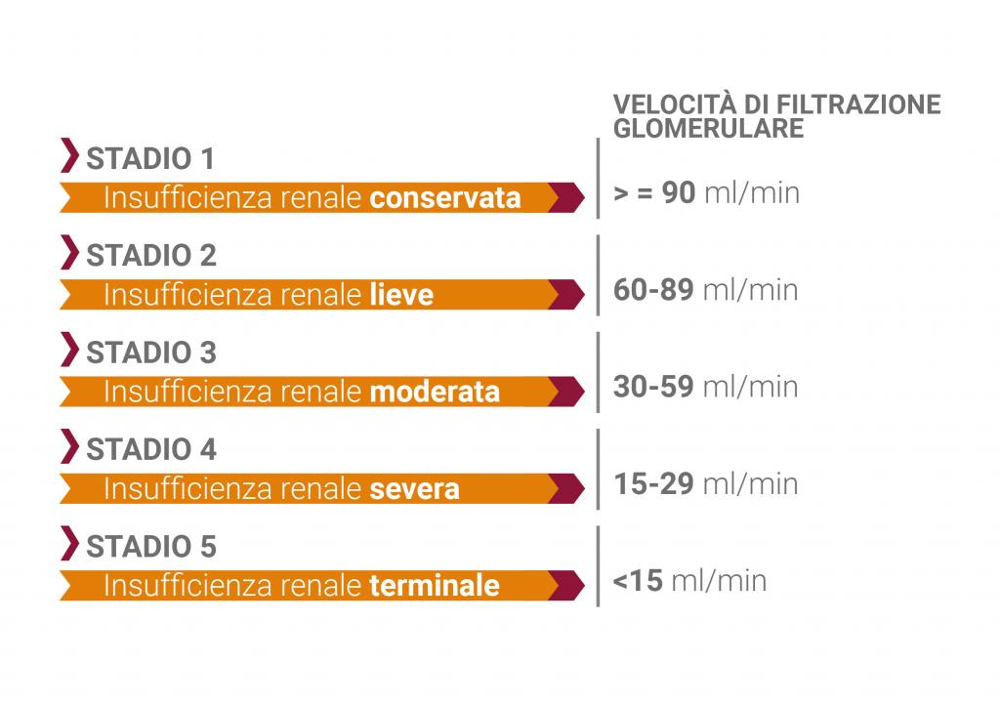 VELOCITÀ DI FILTRAZIONE
GLOMERULARE
STADIO 1
Insufficienza renale conservata
> = 90 ml/min
STADIO 2
Insufficienza renale lieve
60-89 ml/min
STADIO 3
Insufficienza renale moderata
30-59 ml/min
STADIO 4
Insufficienza renale severa
15-29 ml/min
STADIO 5
Insufficienza renale terminale
<15 ml/min